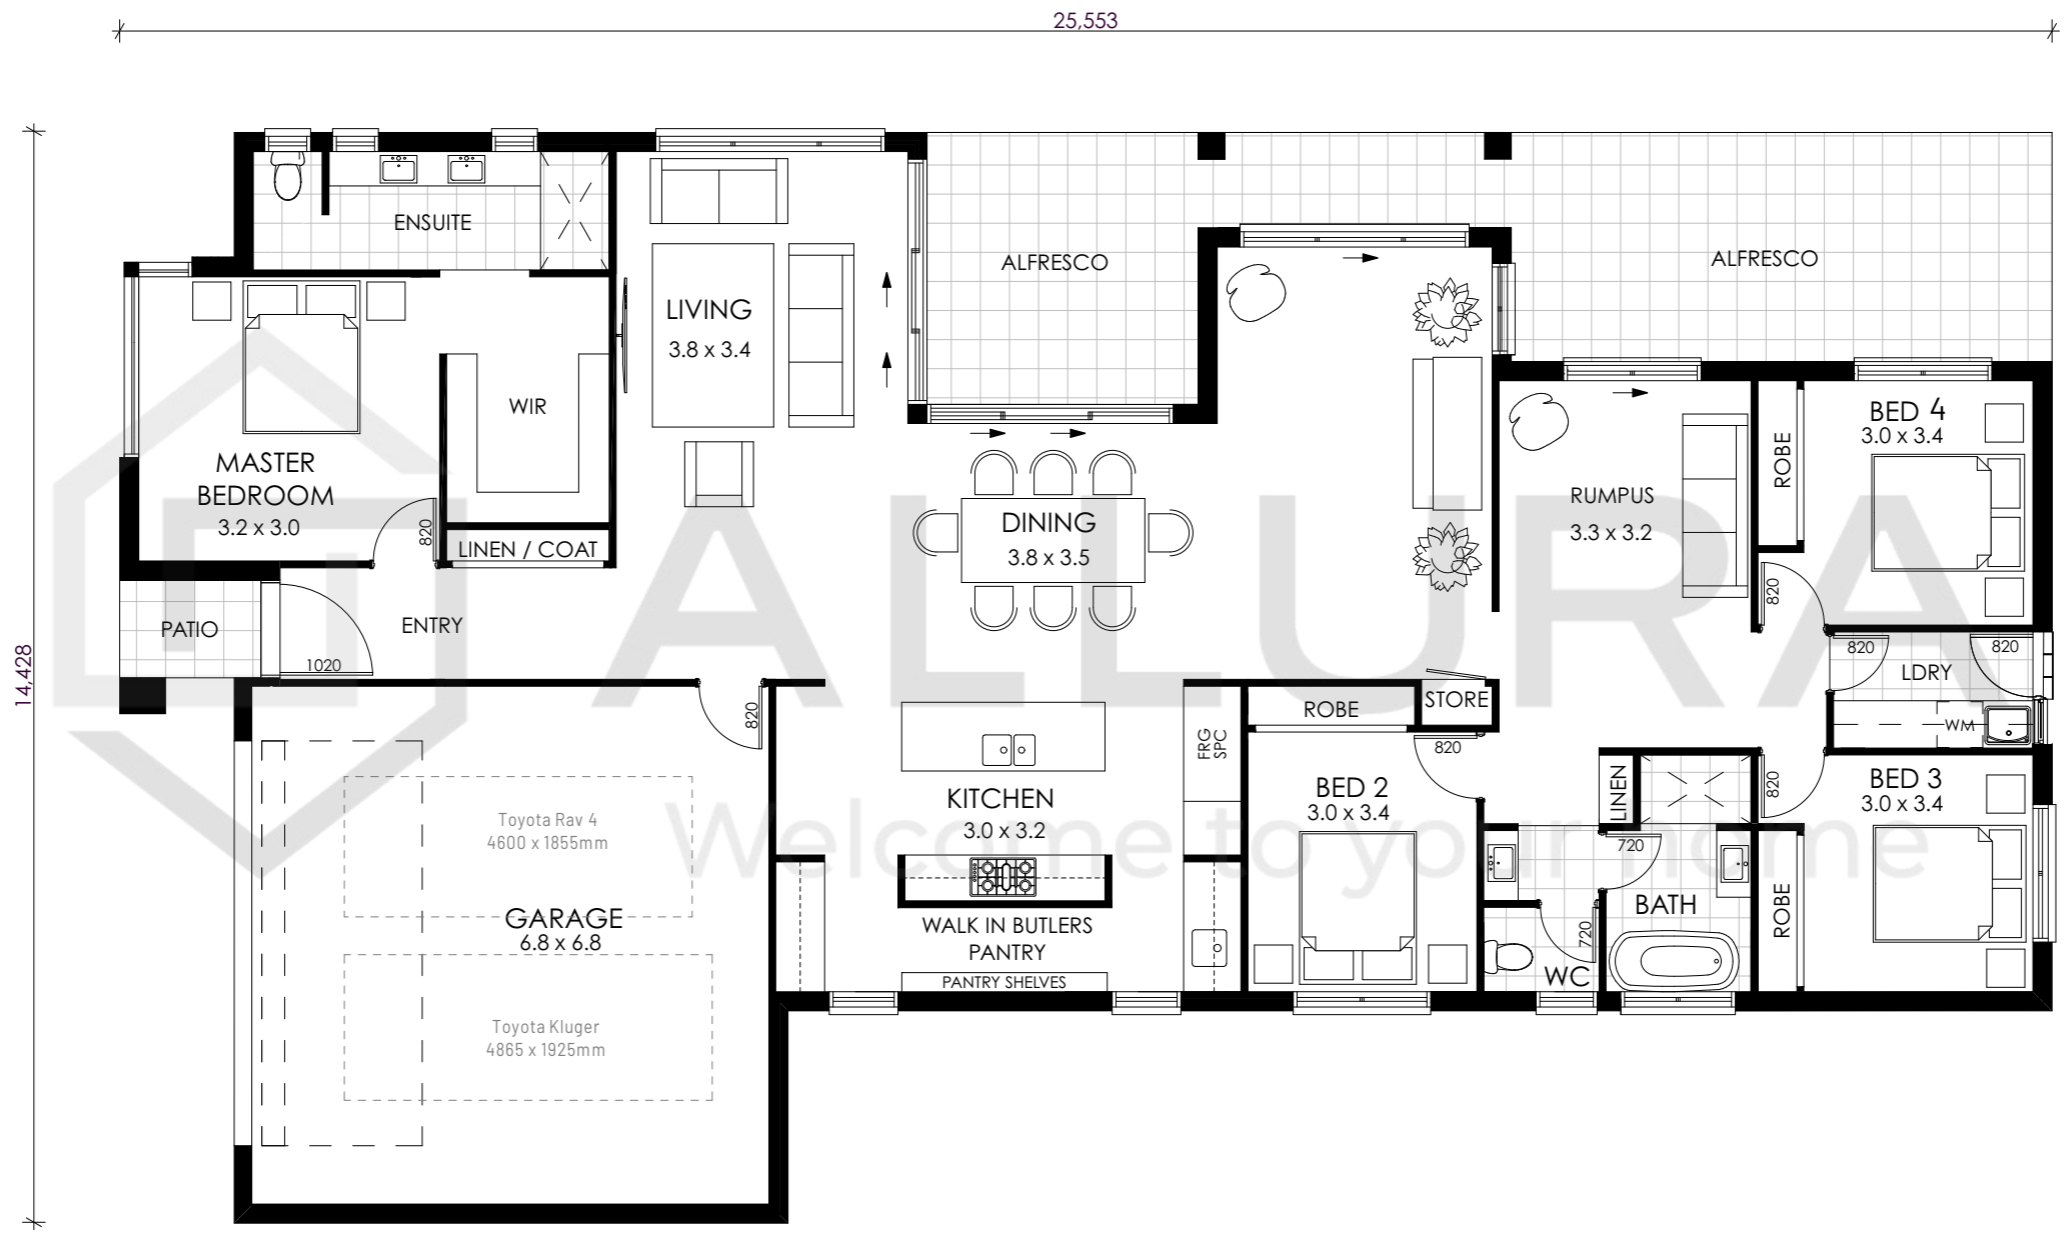 25,553
14,428
ENSUITE
LIVING
3.8 x 3.4
ALFRESCO
ALFRESCO
WIR
MASTER
BEDROOM
3.2 x 3.0
820
LINEN / COAT
DINING
3.8 x 3.5
RUMPUS
3.3 x 3.2
ROBE
BED 4
3.0 x 3.4
820
PATIO
ENTRY
1020
820
820
820
LDRY
WM
ROBE
STORE
FRG
SPC
820
KITCHEN
3.0 x 3.2
BED 2
3.0 x 3.4
LINEN
820
BED 3
3.0 x 3.4
720
Toyota Rav 4
4600 x 1855mm
GARAGE
6.8 x 6.8
WALK IN BUTLERS
PANTRY
PANTRY SHELVES
720
WC
BATH
ROBE
Toyota Kluger
4865 x 1925mm
ALLURA
Welcome to your home